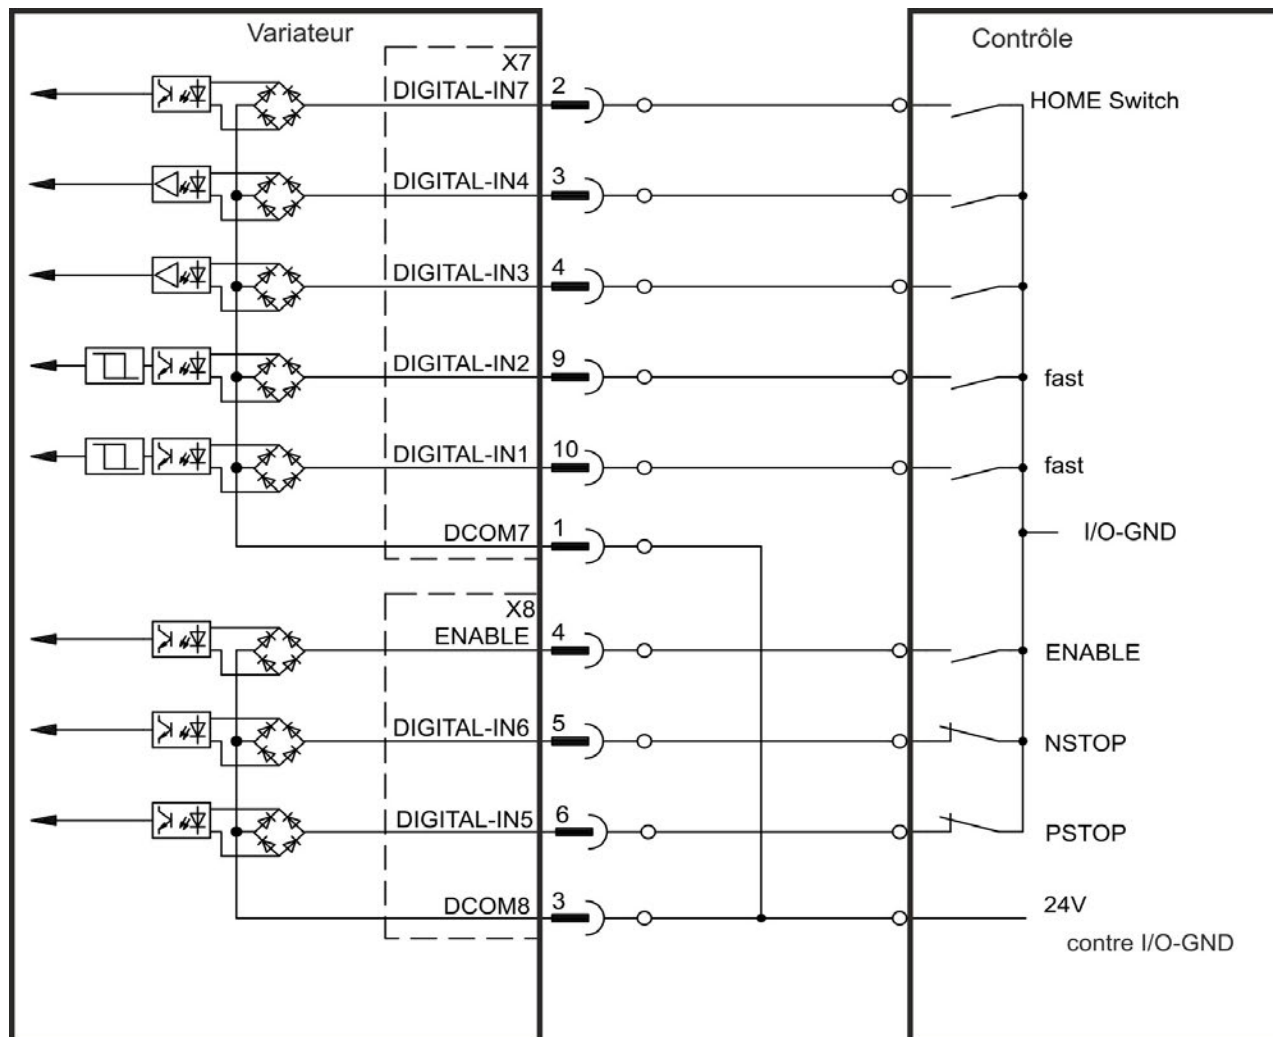 Variateur
Contrôle
X7
DIGITAL-IN7 2 HOME Switch
DIGITAL-IN4 3
DIGITAL-IN3 4
DIGITAL-IN2 9 fast
DIGITAL-IN1 10 fast
DCOM7 1 I/O-GND
X8
ENABLE 4 ENABLE
DIGITAL-IN6 5 NSTOP
DIGITAL-IN5 6 PSTOP
DCOM8 3 24V
contre I/O-GND